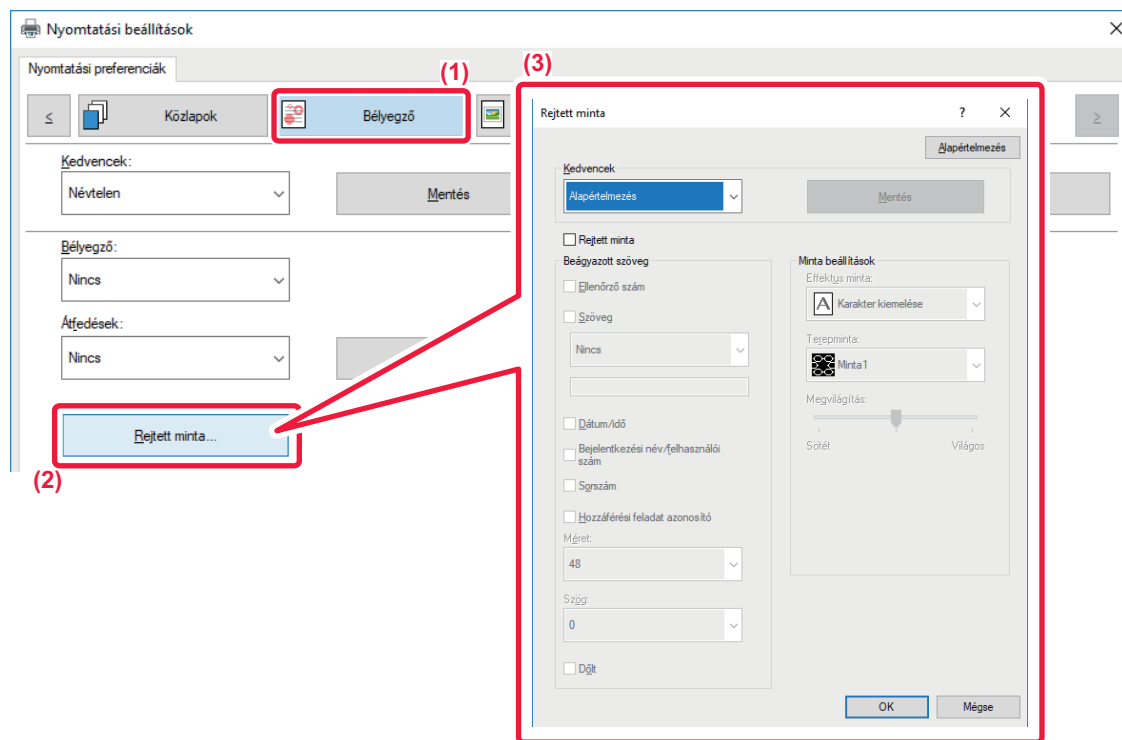 Nyomtatási beállítások
Nyomtatási preferenciák
(1)
(3)
<
Közlapok
Bélyegző
>
Kedvencek:
Névtelen
Mentés
Bélyegző:
Nincs
Átfedések:
Nincs
Rejtett minta...
(2)
Rejtett minta
?
Alapértelmezés
Kedvencek
Alapértelmezés
Mentés
Rejtett minta
Beágyazott szöveg
Ellenőrző szám
Szöveg
Nincs
Dátum/idő
Bejelentkezési név/felhasználói
szám
Sorszám
Hozzáférési feladat azonosító
Méret:
48
Szög:
0
Dőlt
Minta beállítások
Effektus minta:
A Karakter kiemelése
Terepminta:
Minta1
Megvilágítás:
Sötét Világos
OK
Mégse